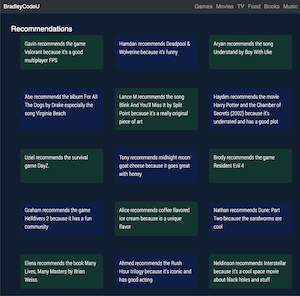 BradleyCodeU
Games Movies TV Food Books Music
Recommendations
Gavin recommends the game
Valorant because it's a good
multiplayer FPS
Hamdan recommends Deadpool &
Wolverine because it's funny
Aryan recommends the song
Understand by Boy With Uke
Abe recommends the album For All
The Dogs by Drake especially the
song Virginia Beach
Lance M recommends the song
Blink And You'll Miss It by Split
Point because it's a really original
piece of art
Hayden recommends the movie
Harry Potter and the Chamber of
Secrets (2002) because it's
underrated and has a good plot
Uziel recommends the survival
game DayZ.
Tony recommends midnight moon
goat cheese because it goes great
with honey
Brody recommends the game
Resident Evil 4
Graham recommends the game
Helldivers 2 because it has a fun
community
Alice recommends coffee flavored
ice cream because is a unique
flavor
Nathan recommends Dune: Part
Two because the sandworms are
cool
Elena recommends the book Many
Lives, Many Masters by Brian
Weiss.
Ahmed recommends the Rush
Hour trilogy because it's iconic and
has good acting
Neldinson recommends Interstellar
because it's a cool space movie
about black holes and stuff